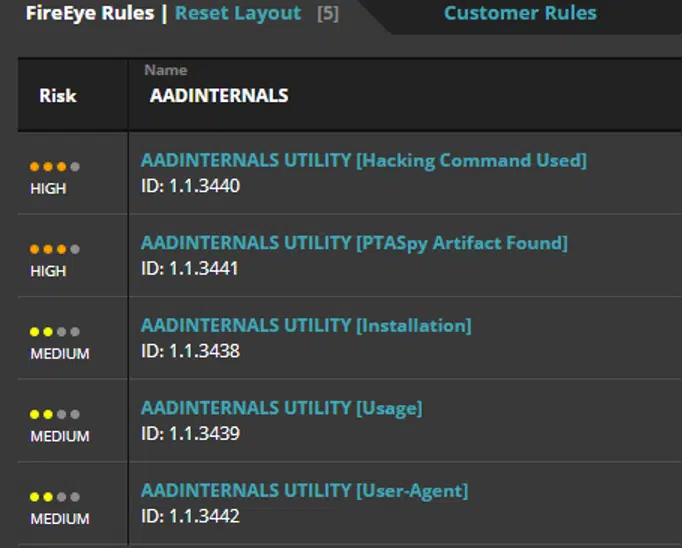 FireEye Rules | Reset Layout [5] Customer Rules
Name
Risk AADINTERNALS
AADINTERNALS UTILITY [Hacking Command Used]
HIGH ID: 1.1.3440
AADINTERNALS UTILITY [PTASpy Artifact Found]
HIGH ID: 1.1.3441
AADINTERNALS UTILITY [Installation]
MEDIUM ID: 1.1.3438
AADINTERNALS UTILITY [Usage]
MEDIUM ID: 1.1.3439
AADINTERNALS UTILITY [User-Agent]
MEDIUM ID: 1.1.3442